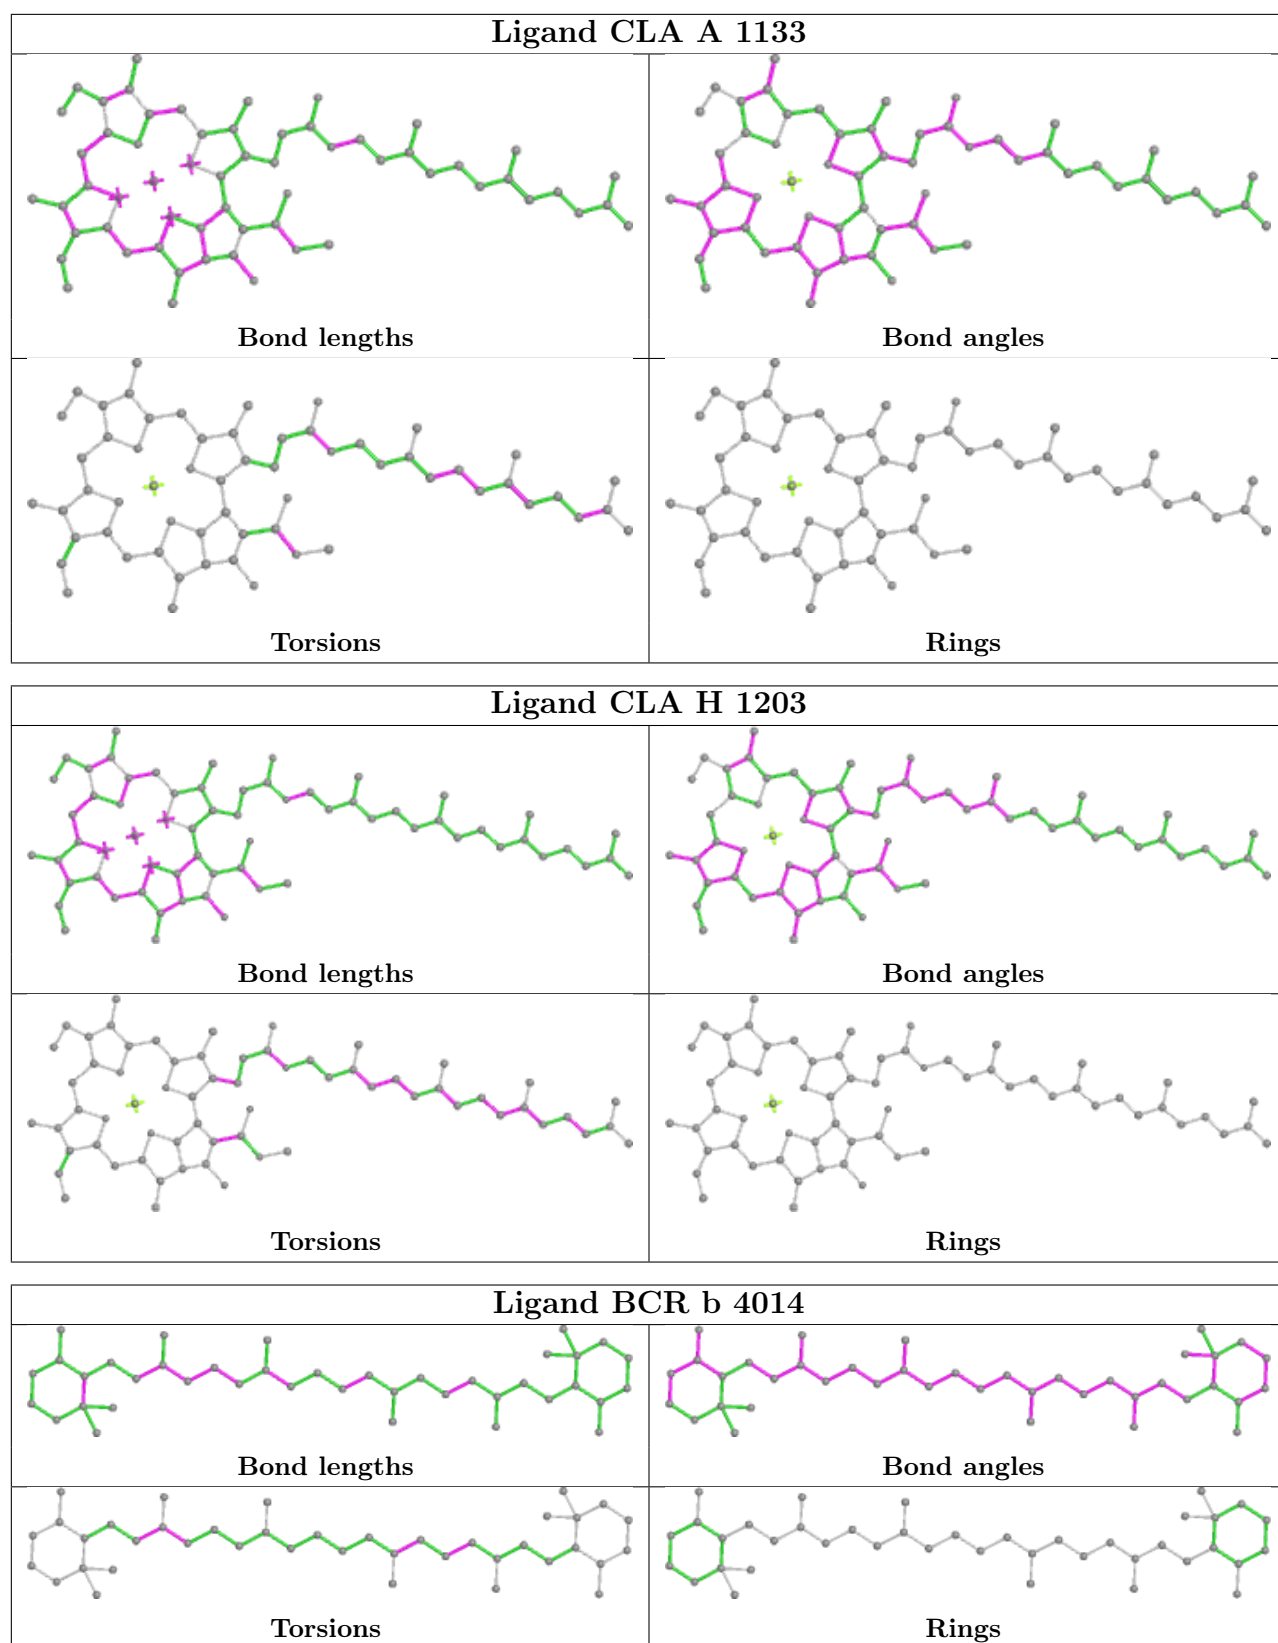 Ligand CLA A 1133
Bond lengths
Bond angles
Torsions
Rings
Ligand CLA H 1203
Bond lengths
Bond angles
Torsions
Rings
Ligand BCR b 4014
Bond lengths
Bond angles
Torsions
Rings